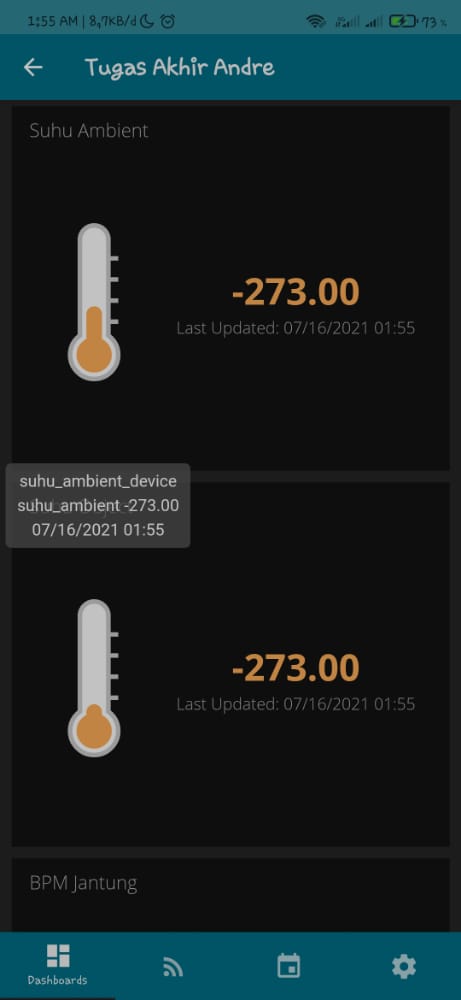 1:55 AM | 8,7KB/d
73 %
Tugas Akhir Andre
Suhu Ambient
-273.00
Last Updated: 07/16/2021 01:55
suhu_ambient_device
suhu_ambient -273.00
07/16/2021 01:55
-273.00
Last Updated: 07/16/2021 01:55
BPM Jantung
Dashboards